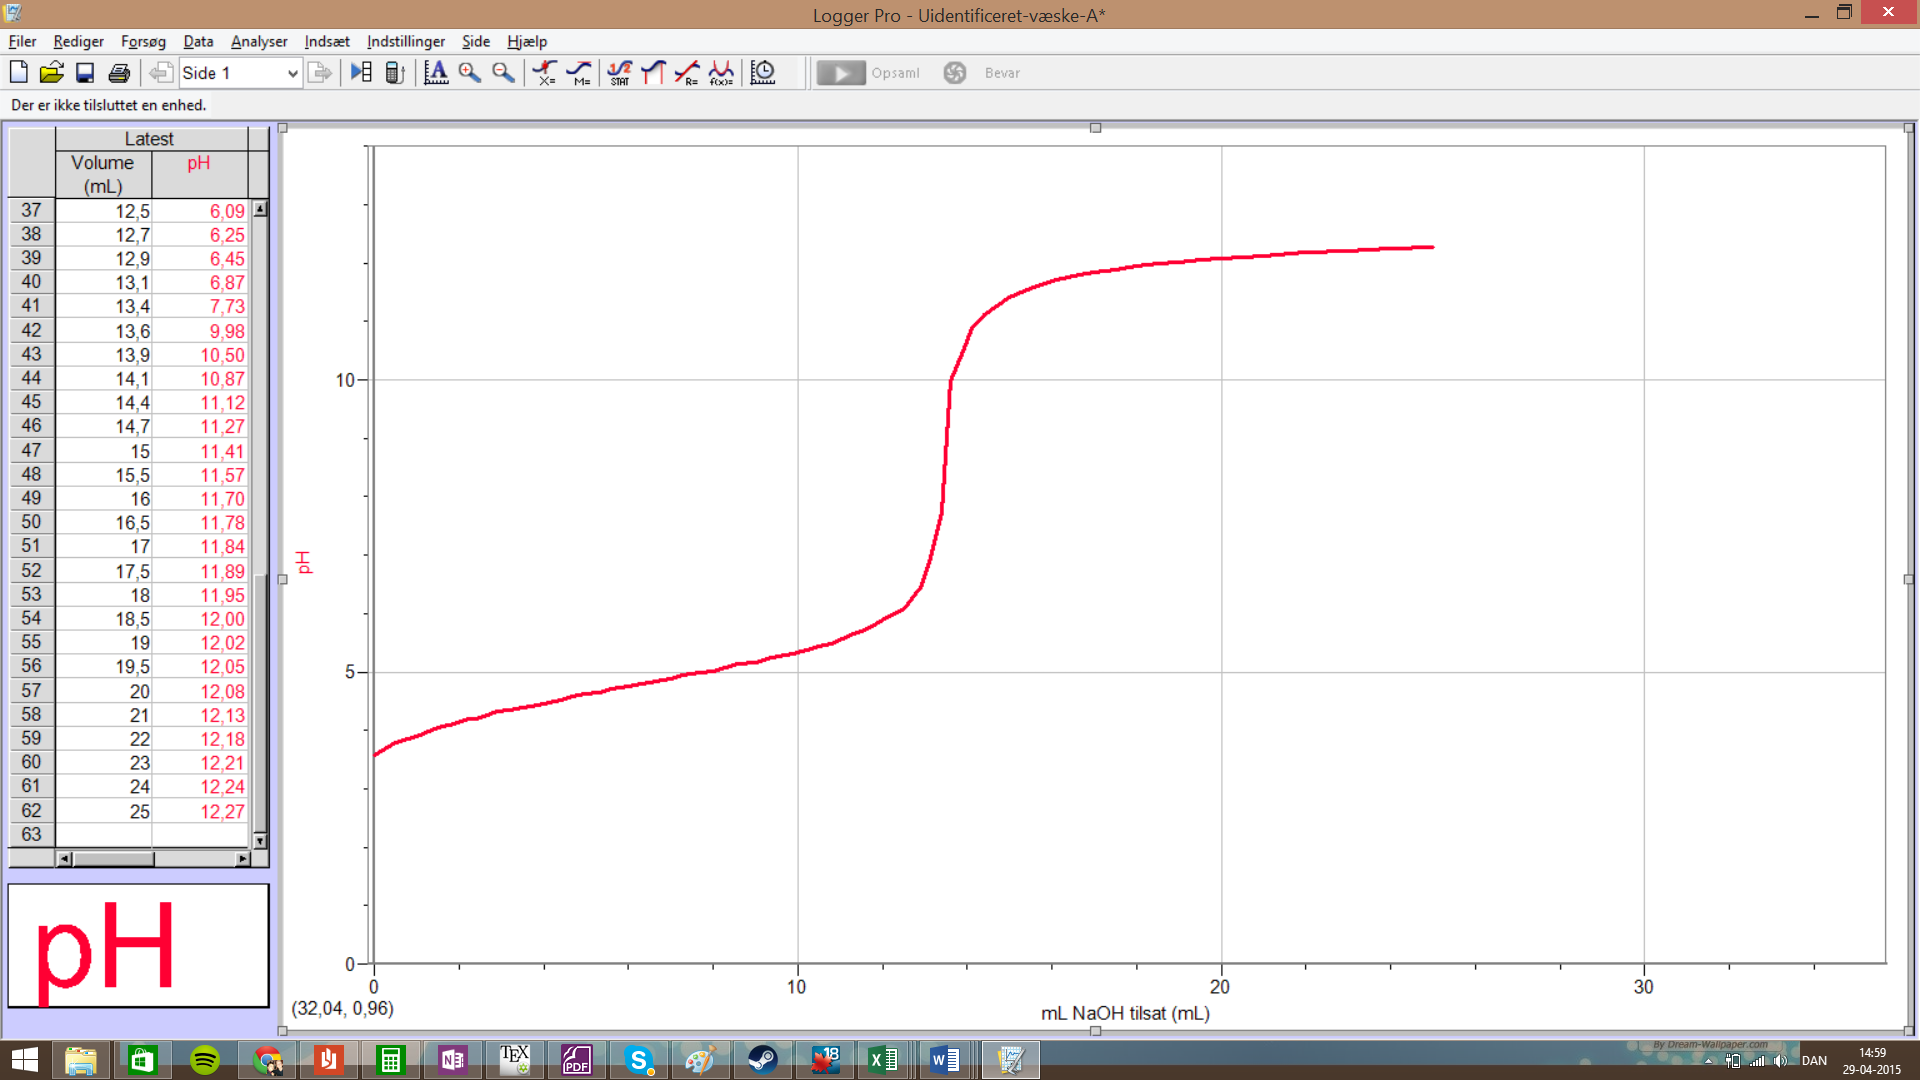 Logger Pro - Uidentificeret-væske-A*
Filer Rediger Forsøg Data Analyser Indsæt Indstillinger Side Hjælp
Side 1
X= M= STAT R= f(x)=
Opsaml Bevar
Der er ikke tilsluttet en enhed.
Latest
Volume (mL) pH
37 12,5 6,09
38 12,7 6,25
39 12,9 6,45
40 13,1 6,87
41 13,4 7,73
42 13,6 9,98
43 13,9 10,50
44 14,1 10,87
45 14,4 11,12
46 14,7 11,27
47 15 11,41
48 15,5 11,57
49 16 11,70
50 16,5 11,78
51 17 11,84
52 17,5 11,89
53 18 11,95
54 18,5 12,00
55 19 12,02
56 19,5 12,05
57 20 12,08
58 21 12,13
59 22 12,18
60 23 12,21
61 24 12,24
62 25 12,27
63
pH
pH
10
5
0
0 10 20 30
(32,04, 0,96)
mL NaOH tilsat (mL)
By Dream-Wallpaper.com
TEX
PDF
18
DAN
14:59
29-04-2015